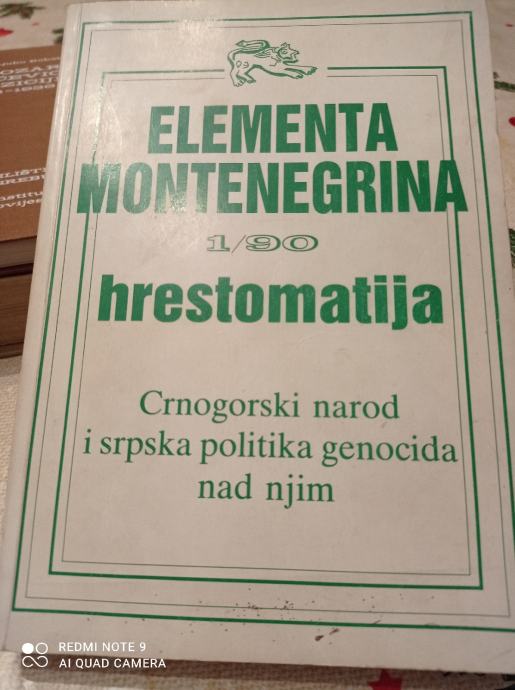 ELEMENTA
MONTENEGRINA
1/90
hrestomatija
Crnogorski narod
i srpska politika genocida
nad njim
REDMI NOTE 9
AI QUAD CAMERA